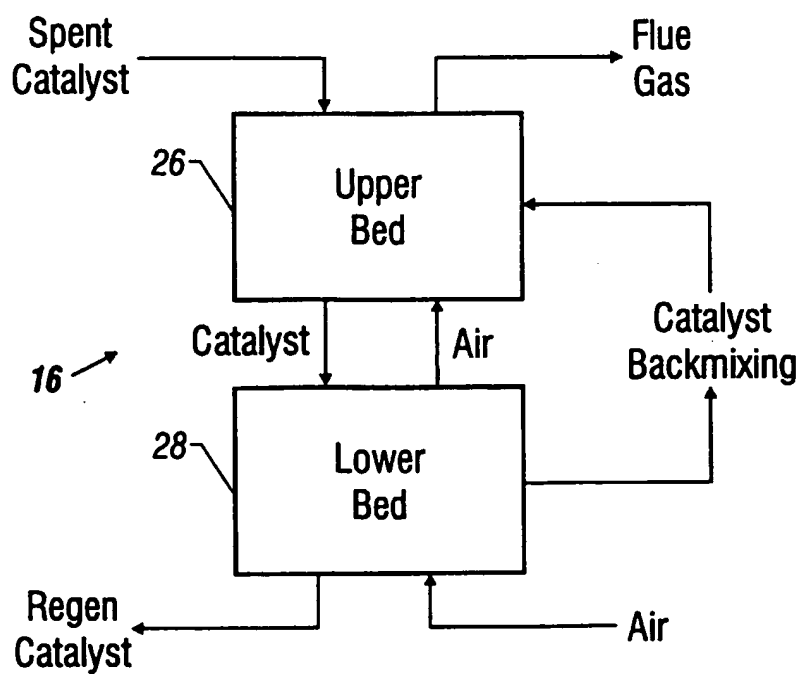 Spent
Catalyst
Flue
Gas
26
Upper
Bed
Catalyst
Air
Catalyst
Backmixing
16
28
Lower
Bed
Regen
Catalyst
Air